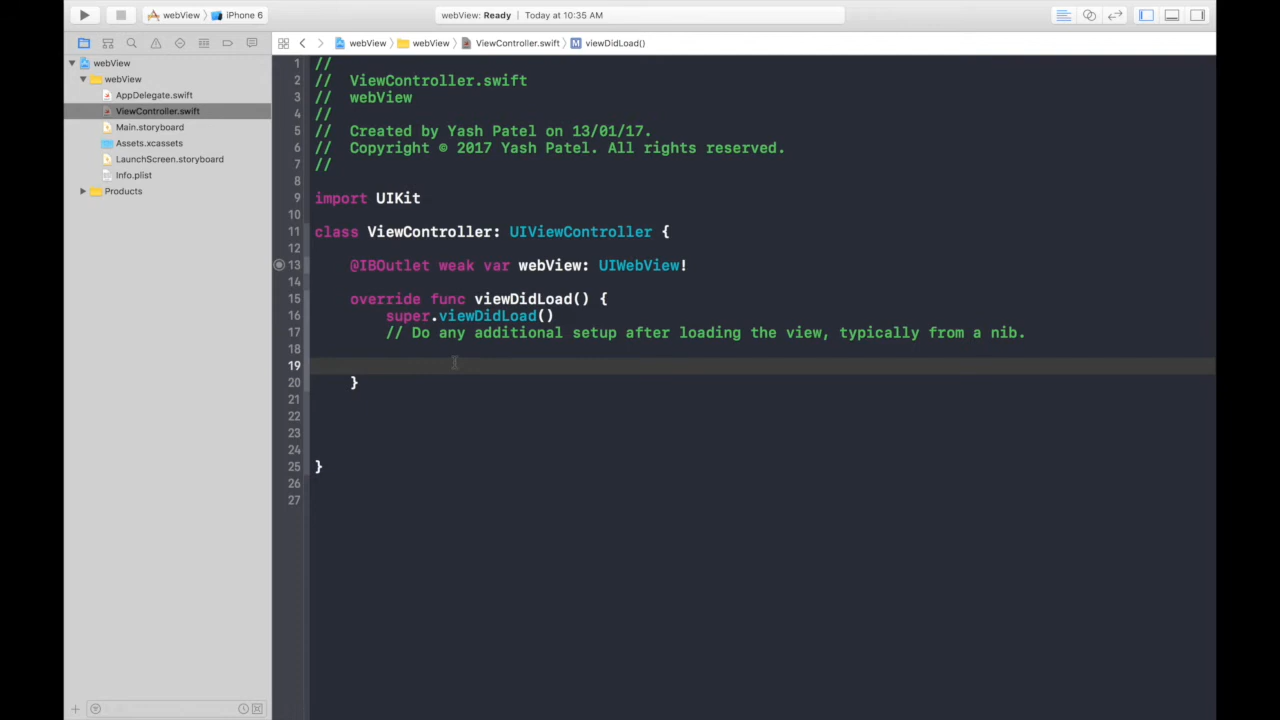 webView
iPhone 6
webView: Ready
Today at 10:35 AM
webView
webView
ViewController.swift
M
viewDidLoad()
webView
webView
AppDelegate.swift
ViewController.swift
Main.storyboard
Assets.xcassets
LaunchScreen.storyboard
Info.plist
Products
1 //
2 // ViewController.swift
3 // webView
4 //
5 // Created by Yash Patel on 13/01/17.
6 // Copyright © 2017 Yash Patel. All rights reserved.
7 //
8
9 import UIKit
10
11 class ViewController: UIViewController {
12
13 @IBOutlet weak var webView: UIWebView!
14
15 override func viewDidLoad() {
16 super.viewDidLoad()
17 // Do any additional setup after loading the view, typically from a nib.
18
19
20 }
21
22
23
24
25 }
26
27